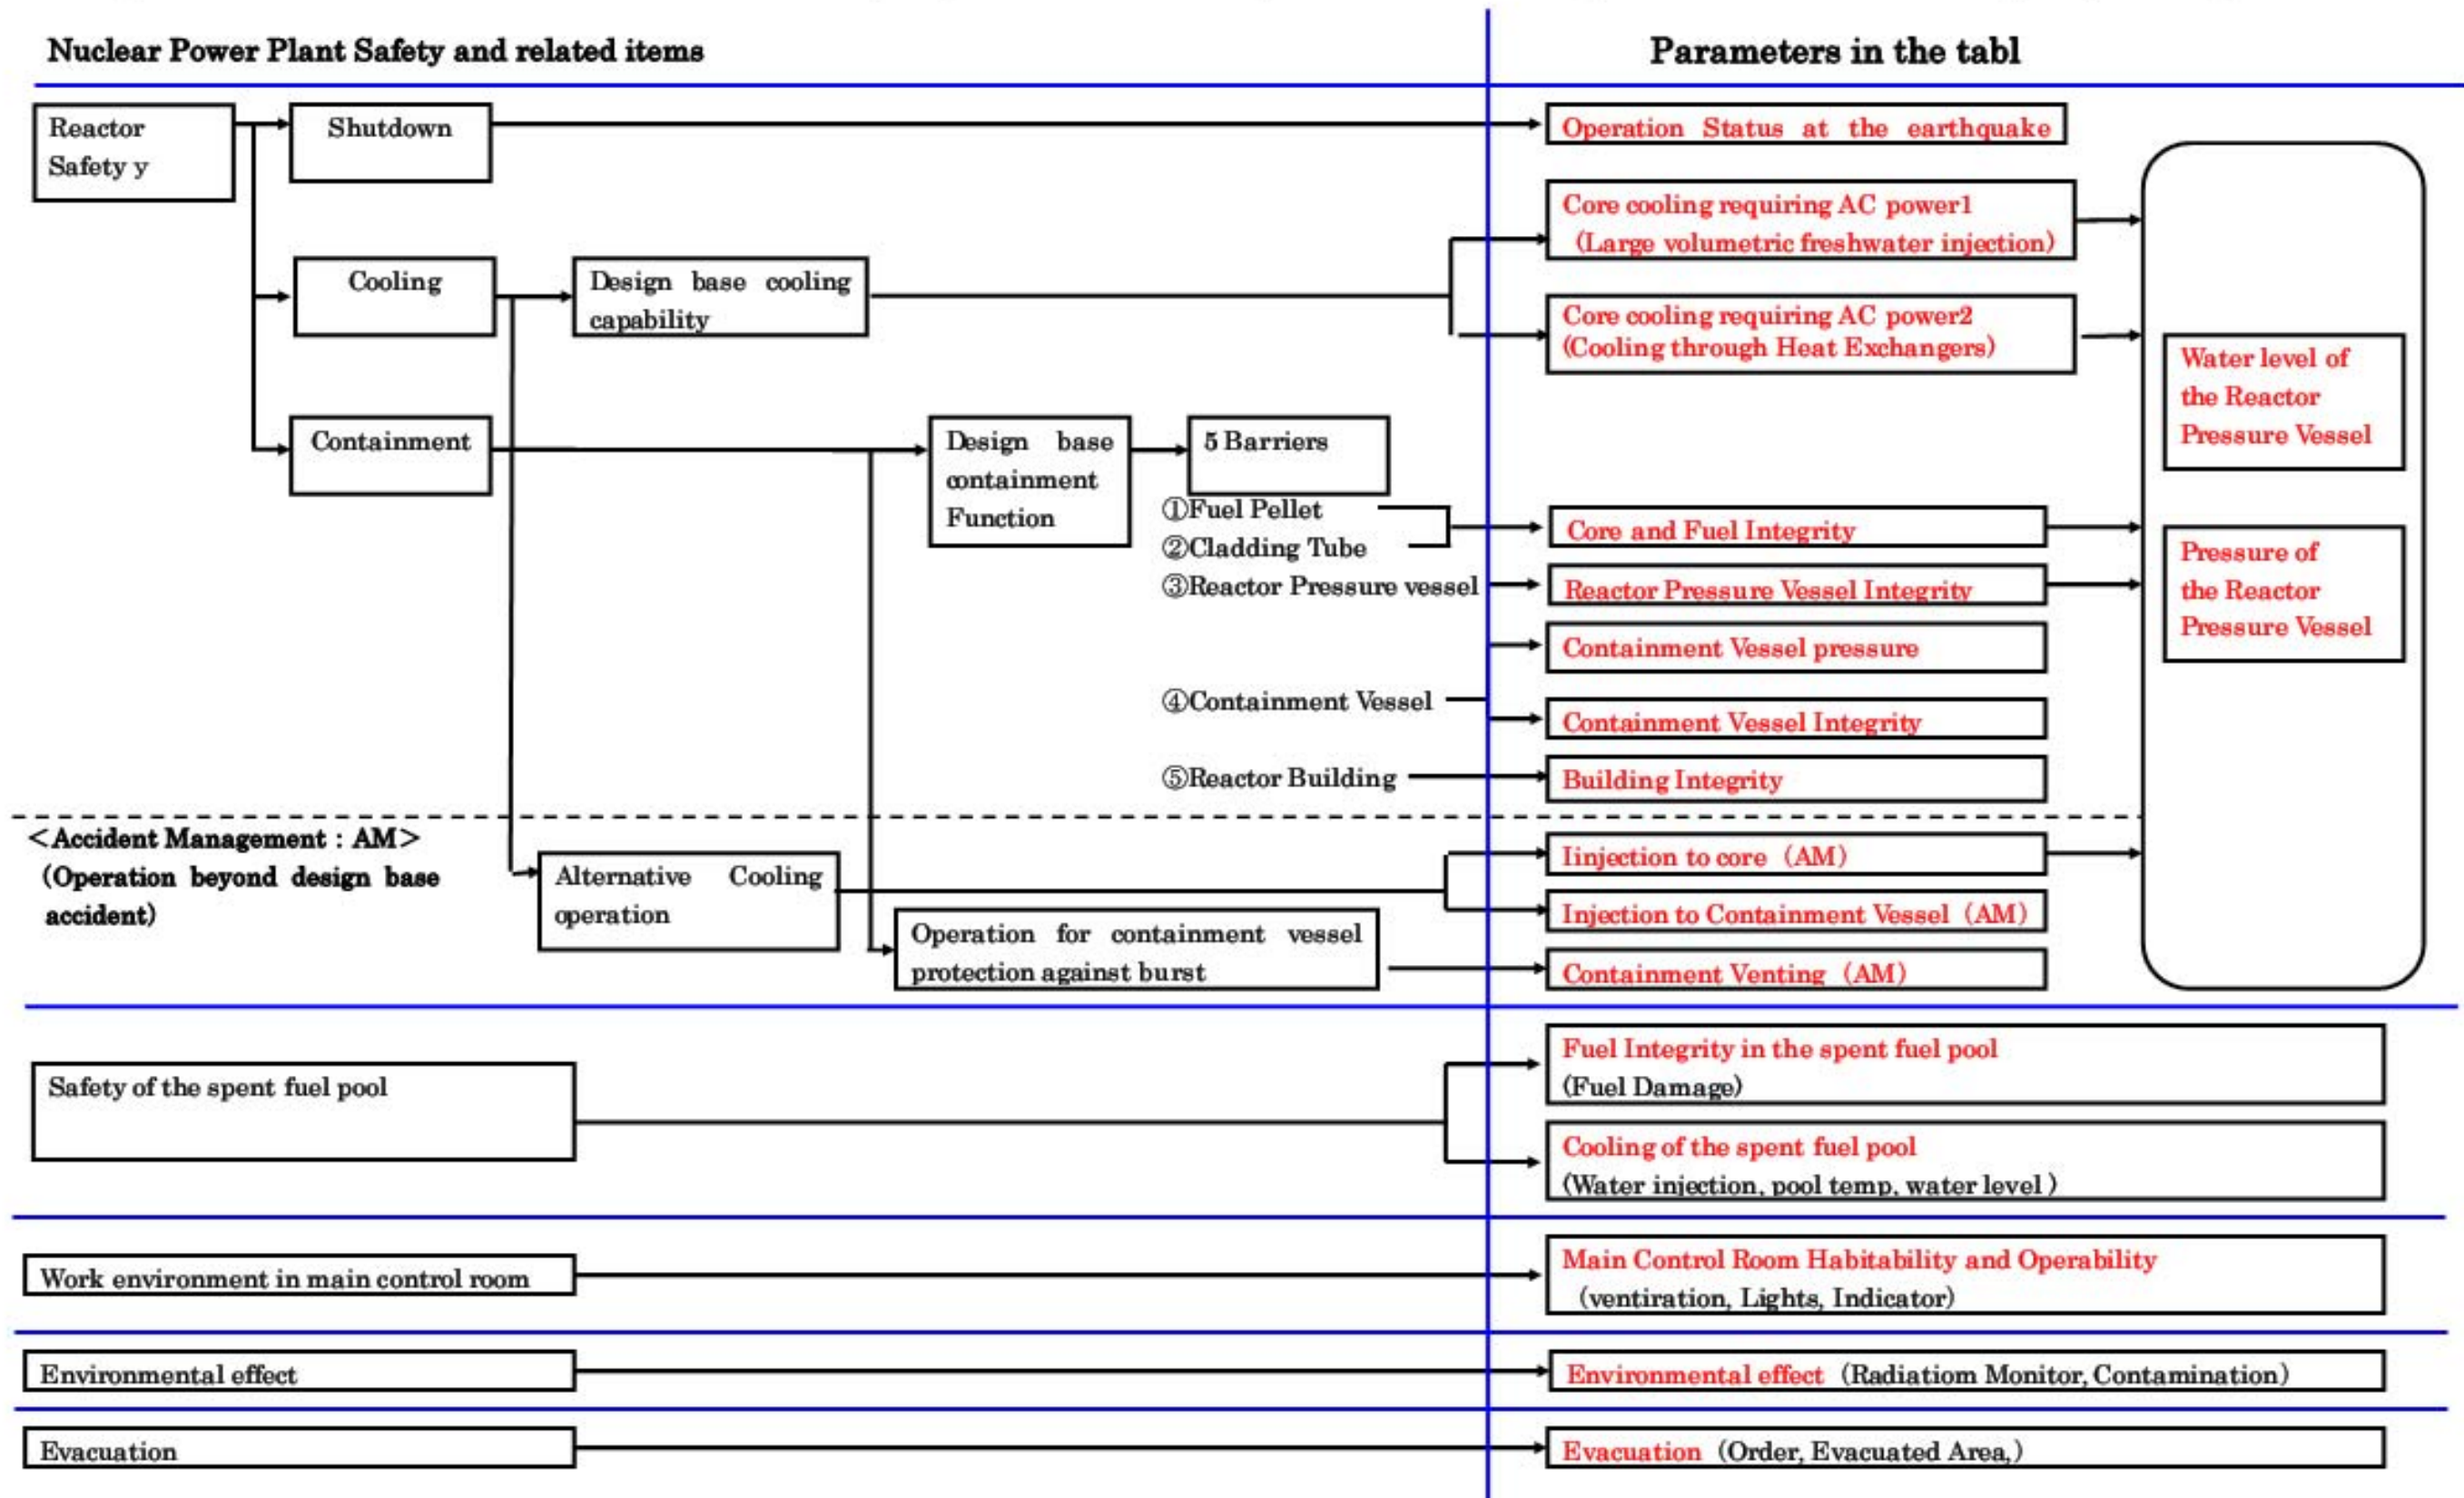 Nuclear Power Plant Safety and related items
Parameters in the tabl
Reactor
Safety y
Shutdown
Operation Status at the earthquake
Core cooling requiring AC power1
(Large volumetric freshwater injection)
Cooling
Design base cooling
capability
Core cooling requiring AC power2
(Cooling through Heat Exchangers)
Water level of
the Reactor
Pressure Vessel
Containment
Design base
containment
Function
5 Barriers
①Fuel Pellet
②Cladding Tube
③Reactor Pressure vessel
④Containment Vessel
⑤Reactor Building
Core and Fuel Integrity
Reactor Pressure Vessel Integrity
Containment Vessel pressure
Containment Vessel Integrity
Building Integrity
Pressure of
the Reactor
Pressure Vessel
<Accident Management : AM>
(Operation beyond design base
accident)
Alternative Cooling
operation
Operation for containment vessel
protection against burst
Iinjection to core (AM)
Injection to Containment Vessel (AM)
Containment Venting (AM)
Safety of the spent fuel pool
Fuel Integrity in the spent fuel pool
(Fuel Damage)
Cooling of the spent fuel pool
(Water injection, pool temp, water level )
Work environment in main control room
Main Control Room Habitability and Operability
(ventiration, Lights, Indicator)
Environmental effect
Environmental effect (Radiatiom Monitor, Contamination)
Evacuation
Evacuation (Order, Evacuated Area,)